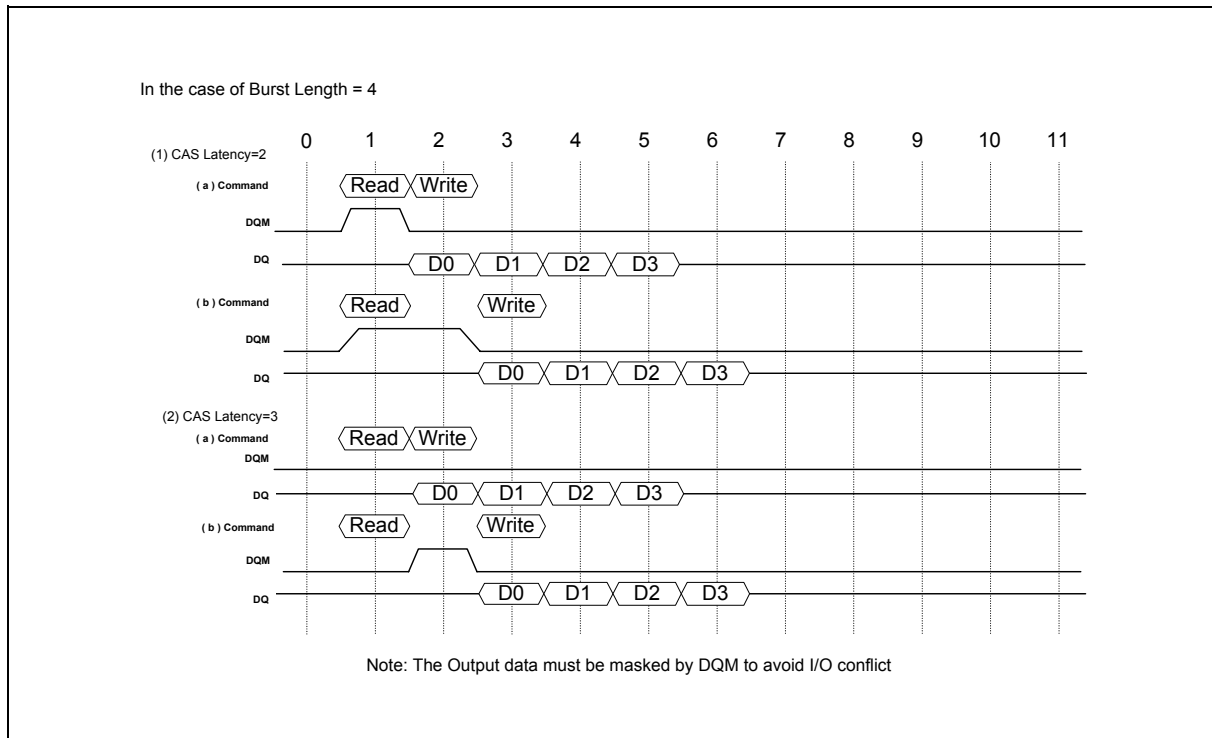 In the case of Burst Length = 4
0 1 2 3 4 5 6 7 8 9 10 11
(1) CAS Latency=2
( a ) Command Read Write
DQM
DQ D0 D1 D2 D3
( b ) Command Read Write
DQM
DQ D0 D1 D2 D3
(2) CAS Latency=3
( a ) Command Read Write
DQM
DQ D0 D1 D2 D3
( b ) Command Read Write
DQM
DQ D0 D1 D2 D3
Note: The Output data must be masked by DQM to avoid I/O conflict